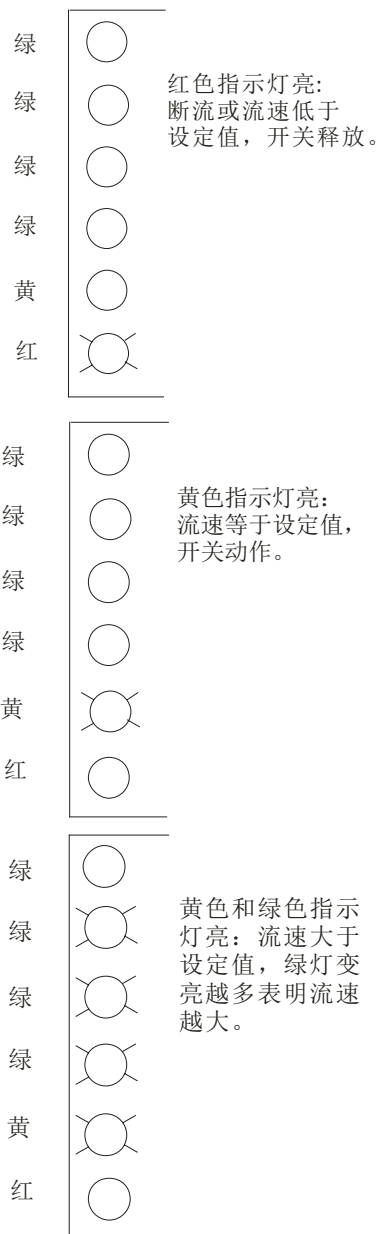 绿
绿
绿
绿
黄
红
红色指示灯亮:
断流或流速低于
设定值，开关释放。
绿
绿
绿
绿
黄
红
黄色指示灯亮：
流速等于设定值，
开关动作。
绿
绿
绿
绿
黄
红
黄色和绿色指示
灯亮：流速大于
设定值，绿灯变
亮越多表明流速
越大。